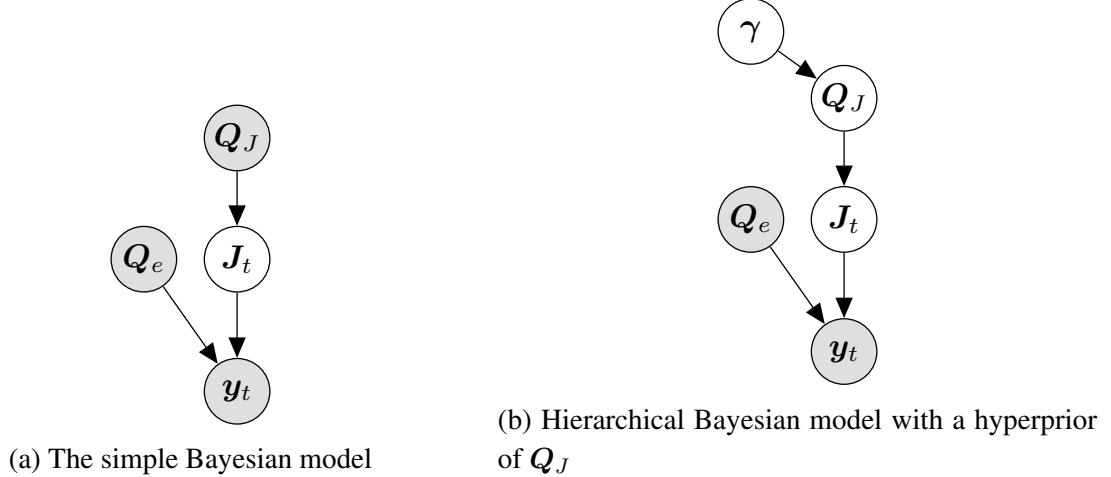 Q_J
Q_e
J_t
y_t
(a) The simple Bayesian model
γ
Q_J
Q_e
J_t
y_t
(b) Hierarchical Bayesian model with a hyperprior
of Q_J